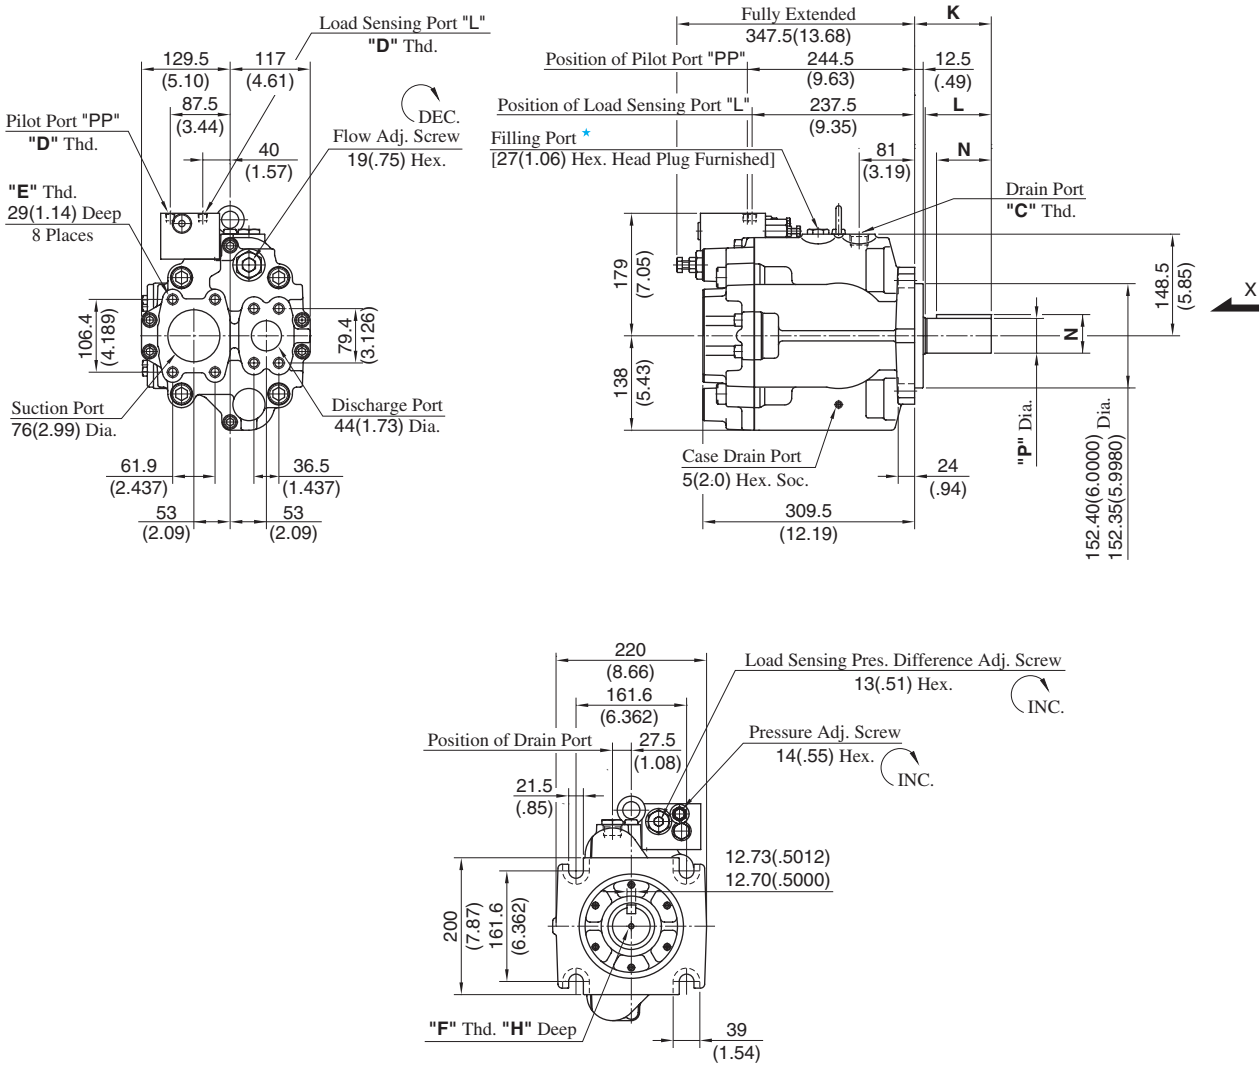 Load Sensing Port "L"
"D" Thd.
129.5
(5.10)
117
(4.61)
87.5
(3.44)
DEC.
Pilot Port "PP"
"D" Thd.
Flow Adj. Screw
19(.75) Hex.
40
(1.57)
"E" Thd.
29(1.14) Deep
8 Places
106.4
(4.189)
79.4
(3.126)
Suction Port
76(2.99) Dia.
Discharge Port
44(1.73) Dia.
61.9
(2.437)
36.5
(1.437)
53
(2.09)
53
(2.09)
Fully Extended
347.5(13.68)
K
Position of Pilot Port "PP"
244.5
(9.63)
12.5
(.49)
Position of Load Sensing Port "L"
237.5
(9.35)
L
Filling Port ★
[27(1.06) Hex. Head Plug Furnished]
81
(3.19)
N
Drain Port
"C" Thd.
179
(7.05)
148.5
(5.85)
X
138
(5.43)
N
Case Drain Port
5(2.0) Hex. Soc.
"P" Dia.
24
(.94)
152.40(6.0000)
152.35(5.9980)
Dia.
309.5
(12.19)
220
(8.66)
Load Sensing Pres. Difference Adj. Screw
13(.51) Hex.
INC.
161.6
(6.362)
Position of Drain Port
27.5
(1.08)
Pressure Adj. Screw
14(.55) Hex.
INC.
21.5
(.85)
12.73(.5012)
12.70(.5000)
200
(7.87)
161.6
(6.362)
"F" Thd. "H" Deep
39
(1.54)